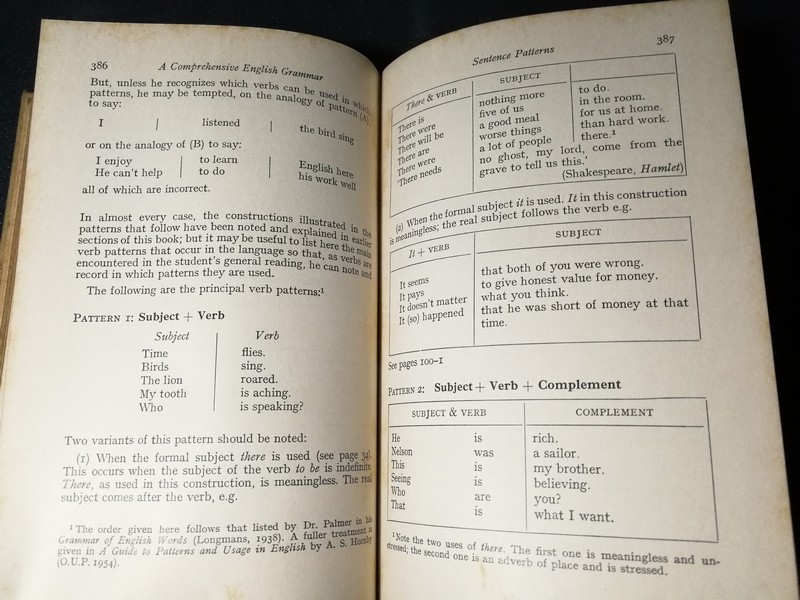 386 A Comprehensive English Grammar
But, unless he recognizes which verbs can be used in which
patterns, he may be tempted, on the analogy of pattern (A),
to say:
I | listened | the bird sing
or on the analogy of (B) to say:
I enjoy | to learn | English here
He can't help | to do | his work well
all of which are incorrect.
In almost every case, the constructions illustrated in the
patterns that follow have been noted and explained in earlier
sections of this book; but it may be useful to list here the main
verb patterns that occur in the language so that, as verbs are
encountered in the student's general reading, he can note and
record in which patterns they are used.
The following are the principal verb patterns:¹
PATTERN 1: Subject + Verb
Subject Verb
Time flies.
Birds sing.
The lion roared.
My tooth is aching.
Who is speaking?
Two variants of this pattern should be noted:
(1) When the formal subject there is used (see page 34).
This occurs when the subject of the verb to be is indefinite.
There, as used in this construction, is meaningless. The real
subject comes after the verb, e.g.
¹ The order given here follows that listed by Dr. Palmer in his
Grammar of English Words (Longmans, 1938). A fuller treatment is
given in A Guide to Patterns and Usage in English by A. S. Hornby
(O.U.P. 1954).
Sentence Patterns 387
There & VERB SUBJECT
There is nothing more to do.
There were five of us in the room.
There will be a good meal for us at home.
There are worse things than hard work.
There were a lot of people there.¹
'There needs no ghost, my lord, come from the
grave to tell us this.'
(Shakespeare, Hamlet)
(2) When the formal subject it is used. It in this construction
is meaningless; the real subject follows the verb e.g.
It + VERB SUBJECT
It seems that both of you were wrong.
It pays to give honest value for money.
It doesn't matter what you think.
It (so) happened that he was short of money at that
time.
See pages 100-1
PATTERN 2: Subject + Verb + Complement
SUBJECT & VERB COMPLEMENT
He is rich.
Nelson was a sailor.
This is my brother.
Seeing is believing.
Who are you?
That is what I want.
¹ Note the two uses of there. The first one is meaningless and un-
stressed; the second one is an adverb of place and is stressed.